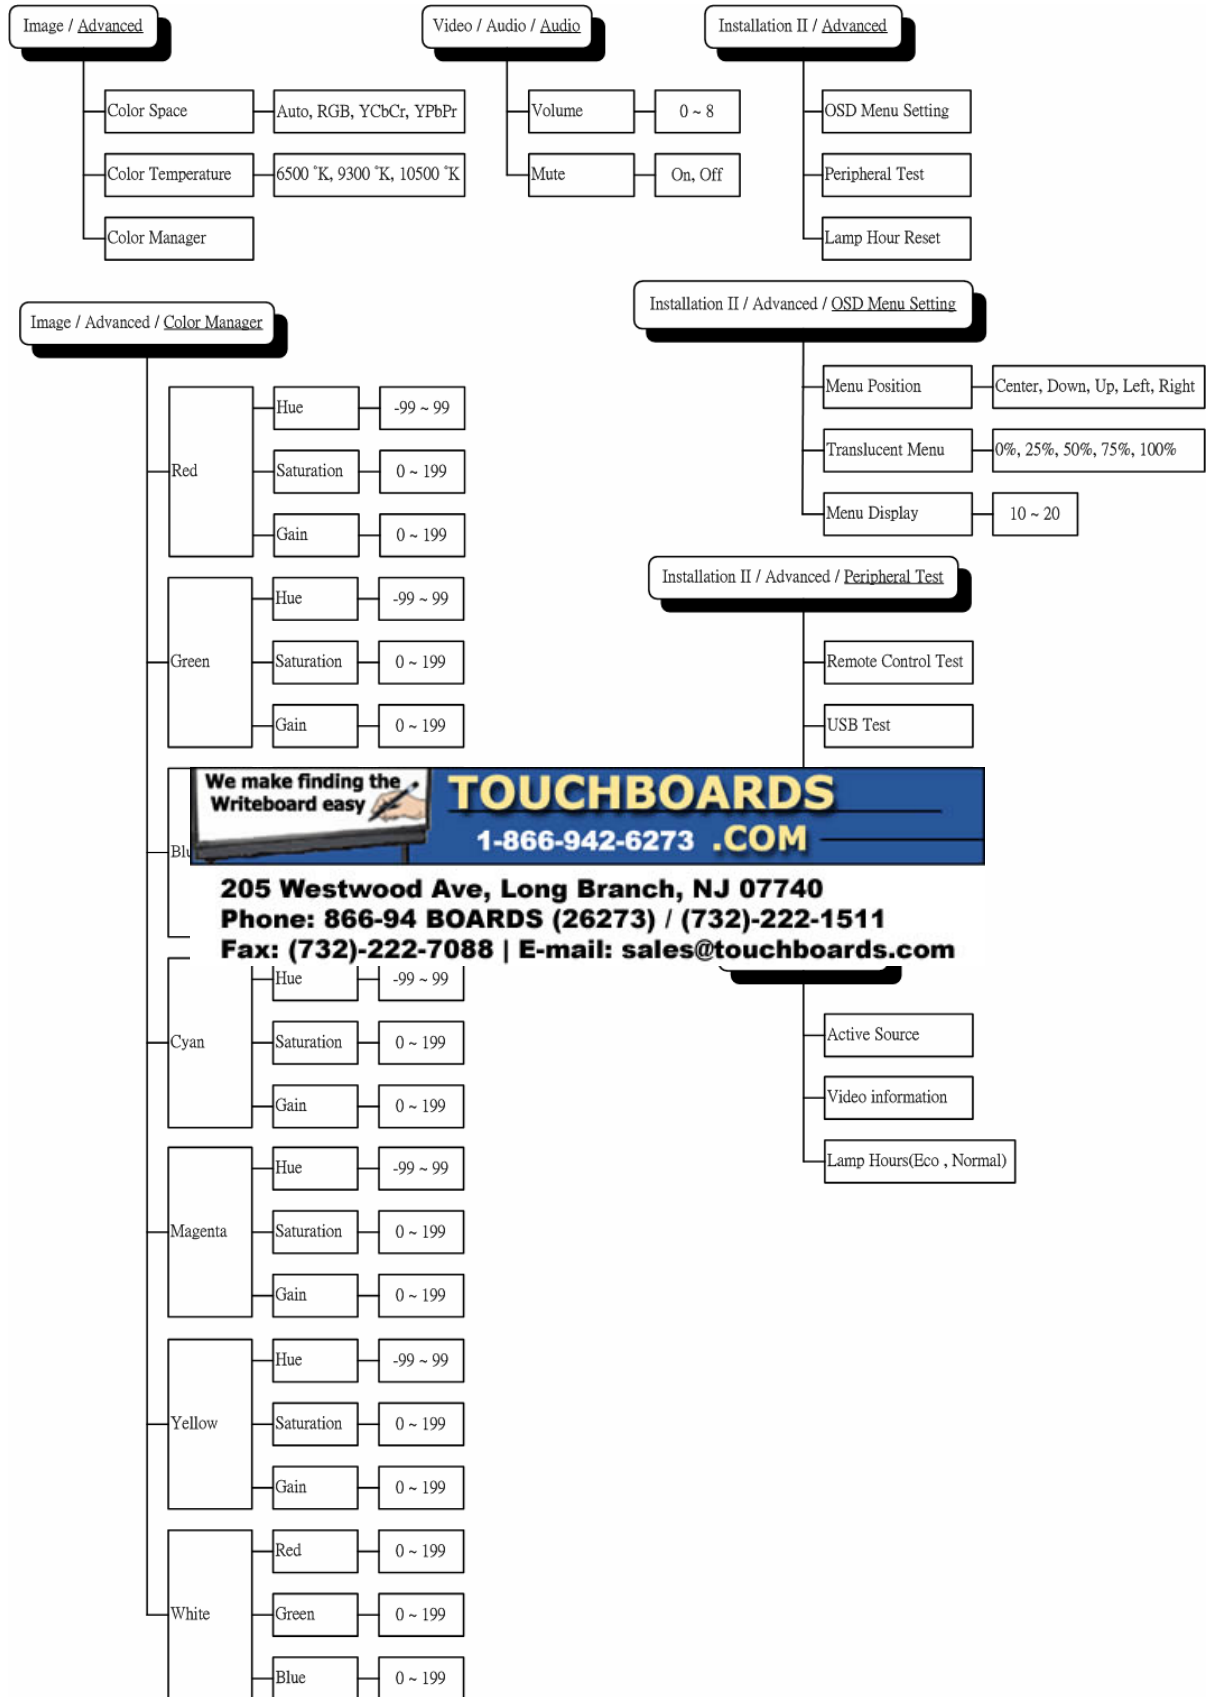 Image / Advanced
Color Space
Auto, RGB, YCbCr, YPbPr
Color Temperature
6500 ˚K, 9300 ˚K, 10500 ˚K
Color Manager
Video / Audio / Audio
Volume
0 ~ 8
Mute
On, Off
Installation II / Advanced
OSD Menu Setting
Peripheral Test
Lamp Hour Reset
Image / Advanced / Color Manager
Red
Hue
-99 ~ 99
Saturation
0 ~ 199
Gain
0 ~ 199
Green
Hue
-99 ~ 99
Saturation
0 ~ 199
Gain
0 ~ 199
Cyan
Hue
-99 ~ 99
Saturation
0 ~ 199
Gain
0 ~ 199
Magenta
Hue
-99 ~ 99
Saturation
0 ~ 199
Gain
0 ~ 199
Yellow
Hue
-99 ~ 99
Saturation
0 ~ 199
Gain
0 ~ 199
White
Red
0 ~ 199
Green
0 ~ 199
Blue
0 ~ 199
Installation II / Advanced / OSD Menu Setting
Menu Position
Center, Down, Up, Left, Right
Translucent Menu
0%, 25%, 50%, 75%, 100%
Menu Display
10 ~ 20
Installation II / Advanced / Peripheral Test
Remote Control Test
USB Test
We make finding the
Writeboard easy
TOUCHBOARDS
1-866-942-6273 .COM
205 Westwood Ave, Long Branch, NJ 07740
Phone: 866-94 BOARDS (26273) / (732)-222-1511
Fax: (732)-222-7088 | E-mail: sales@touchboards.com
Active Source
Video information
Lamp Hours(Eco , Normal)